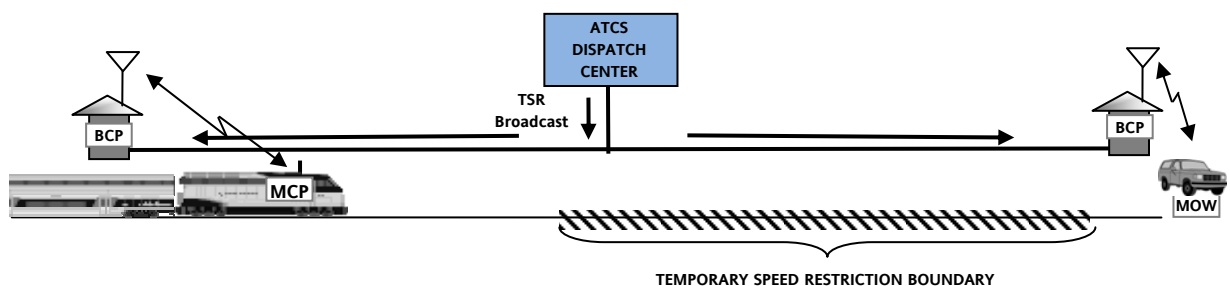 ATCS
DISPATCH
CENTER
TSR
Broadcast
BCP
BCP
MCP
MOW
TEMPORARY SPEED RESTRICTION BOUNDARY